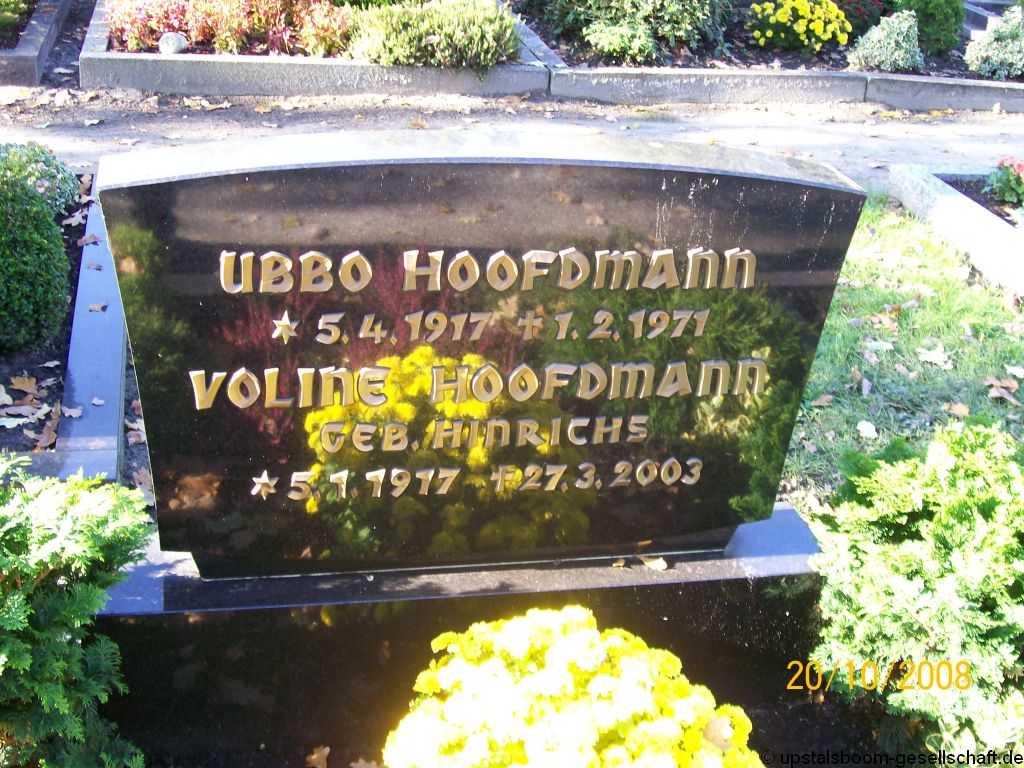 UBBO HOOFDMANN
* 5.4.1917 † 1.2.1971
VOLINE HOOFDMANN
GEB. HINRICHS
* 5.1.1917 † 27.3.2003
20/10/2008
© upstalsboom-gesellschaft.de